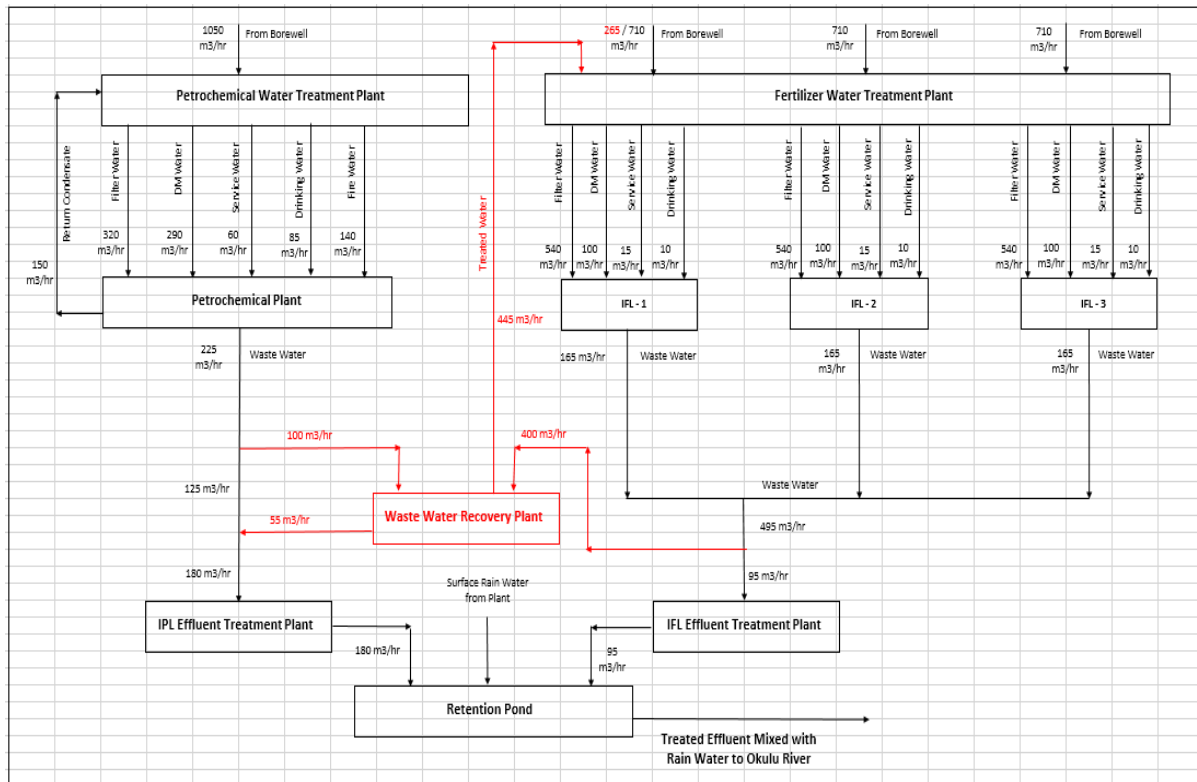 1050
m3/hr
From Borewell
265 / 710
m3/hr
From Borewell
710
m3/hr
From Borewell
710
m3/hr
From Borewell
Petrochemical Water Treatment Plant
Fertilizer Water Treatment Plant
Return Condensate
Filter Water
DM Water
Service Water
Drinking Water
Fire Water
Treated Water
Filter Water
DM Water
Service Water
Drinking Water
Filter Water
DM Water
Service Water
Drinking Water
Filter Water
DM Water
Service Water
Drinking Water
150
m3/hr
320
m3/hr
290
m3/hr
60
m3/hr
85
m3/hr
140
m3/hr
540
m3/hr
100
m3/hr
15
m3/hr
10
m3/hr
540
m3/hr
100
m3/hr
15
m3/hr
10
m3/hr
540
m3/hr
100
m3/hr
15
m3/hr
10
m3/hr
Petrochemical Plant
IFL - 1
IFL - 2
IFL - 3
445 m3/hr
225
m3/hr
Waste Water
165 m3/hr
Waste Water
165
m3/hr
Waste Water
165
m3/hr
Waste Water
100 m3/hr
400 m3/hr
125 m3/hr
Waste Water
Waste Water Recovery Plant
55 m3/hr
495 m3/hr
180 m3/hr
Surface Rain Water
from Plant
95 m3/hr
IPL Effluent Treatment Plant
IFL Effluent Treatment Plant
180 m3/hr
95
m3/hr
Retention Pond
Treated Effluent Mixed with
Rain Water to Okulu River